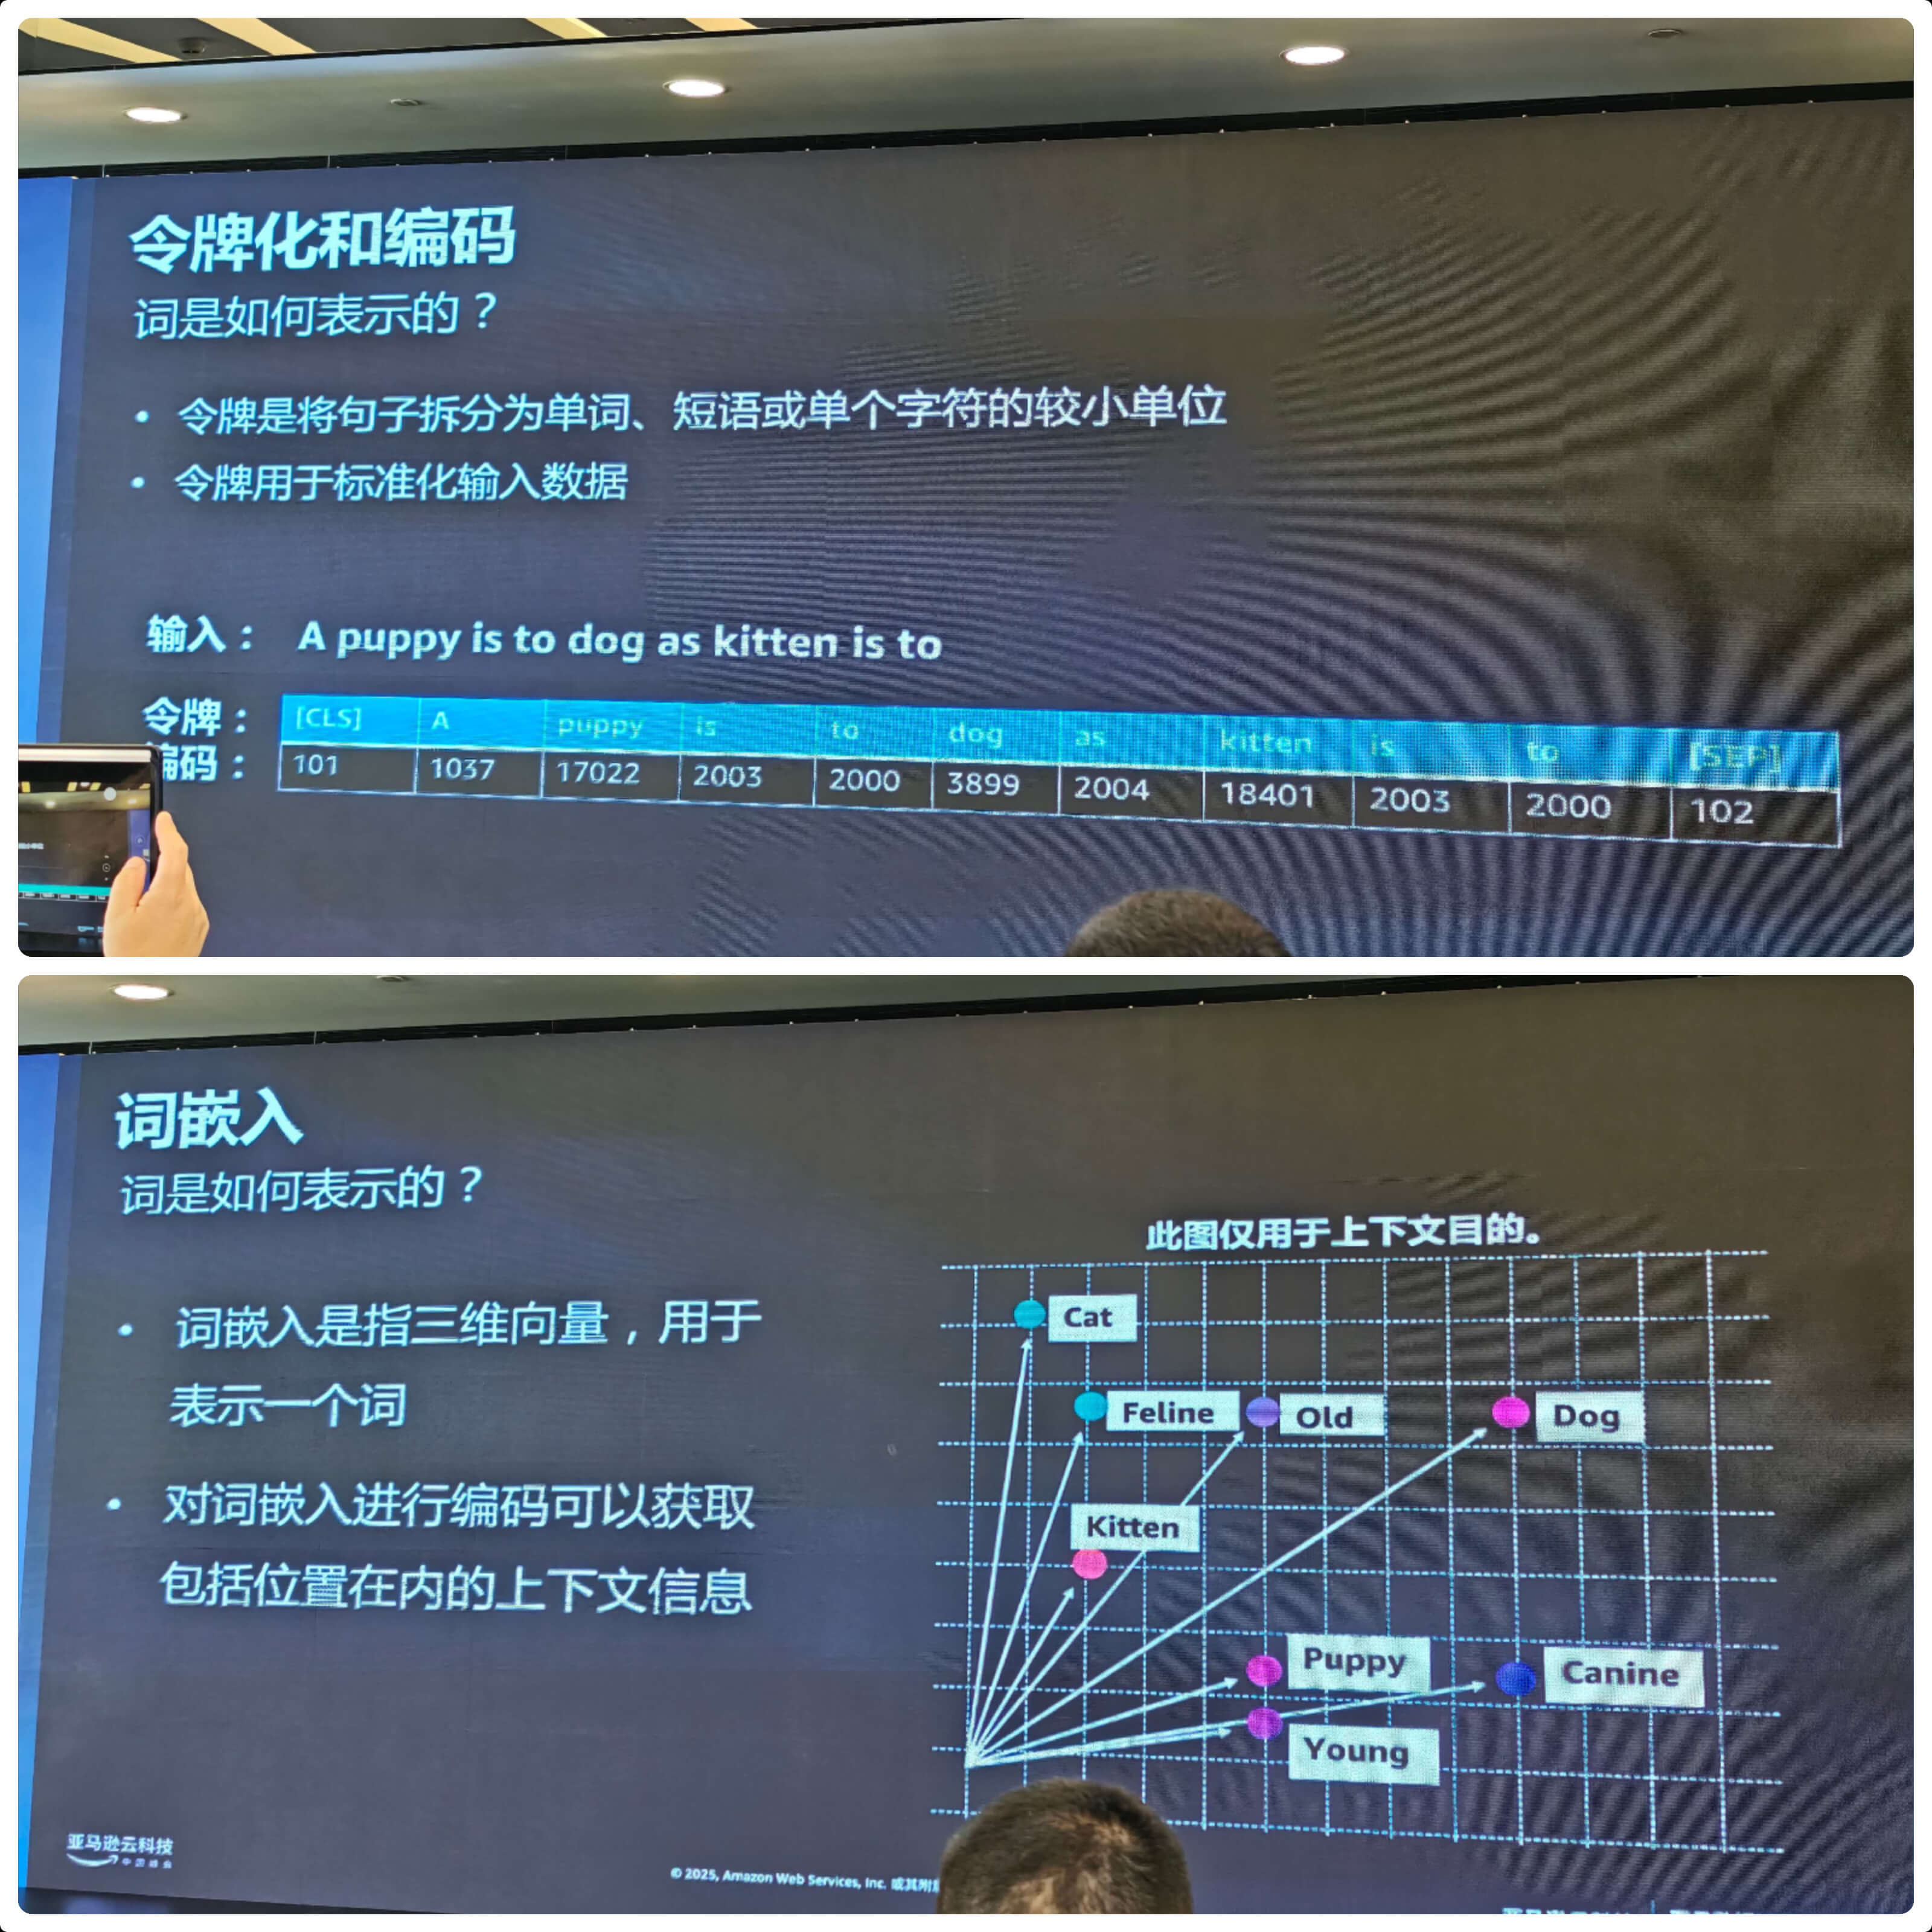 令牌化和编码
词是如何表示的？
• 令牌是将句子拆分为单词、短语或单个字符的较小单位
• 令牌用于标准化输入数据
输入： A puppy is to dog as kitten is to
令牌： [CLS] A puppy is to dog as kitten is to [SEP]
编码： 101 1037 17022 2003 2000 3899 2004 18401 2003 2000 102
词嵌入
词是如何表示的？
• 词嵌入是指三维向量，用于
表示一个词
• 对词嵌入进行编码可以获取
包括位置在内的上下文信息
此图仅用于上下文目的。
Cat
Feline
Old
Dog
Kitten
Puppy
Canine
Young
亚马逊云科技
© 2025, Amazon Web Services, Inc. 或其附